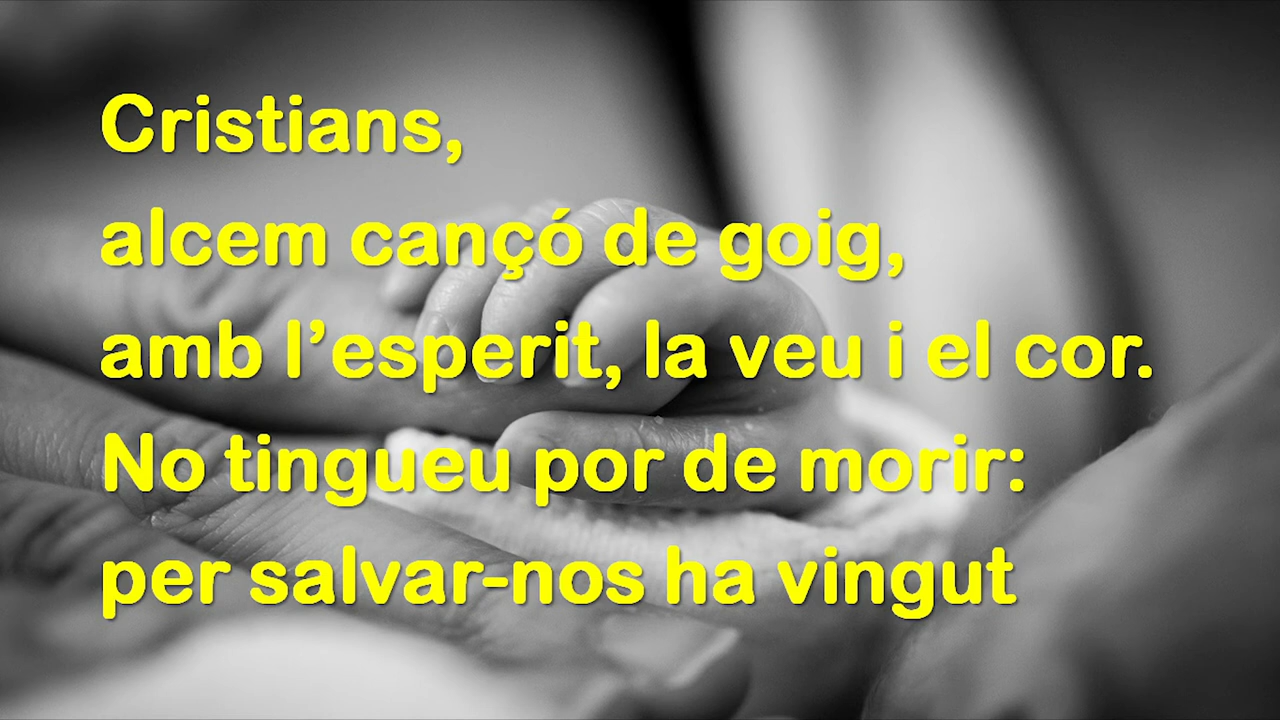 Cristians,
alcem cançó de goig,
amb l’esperit, la veu i el cor.
No tingueu por de morir:
per salvar-nos ha vingut